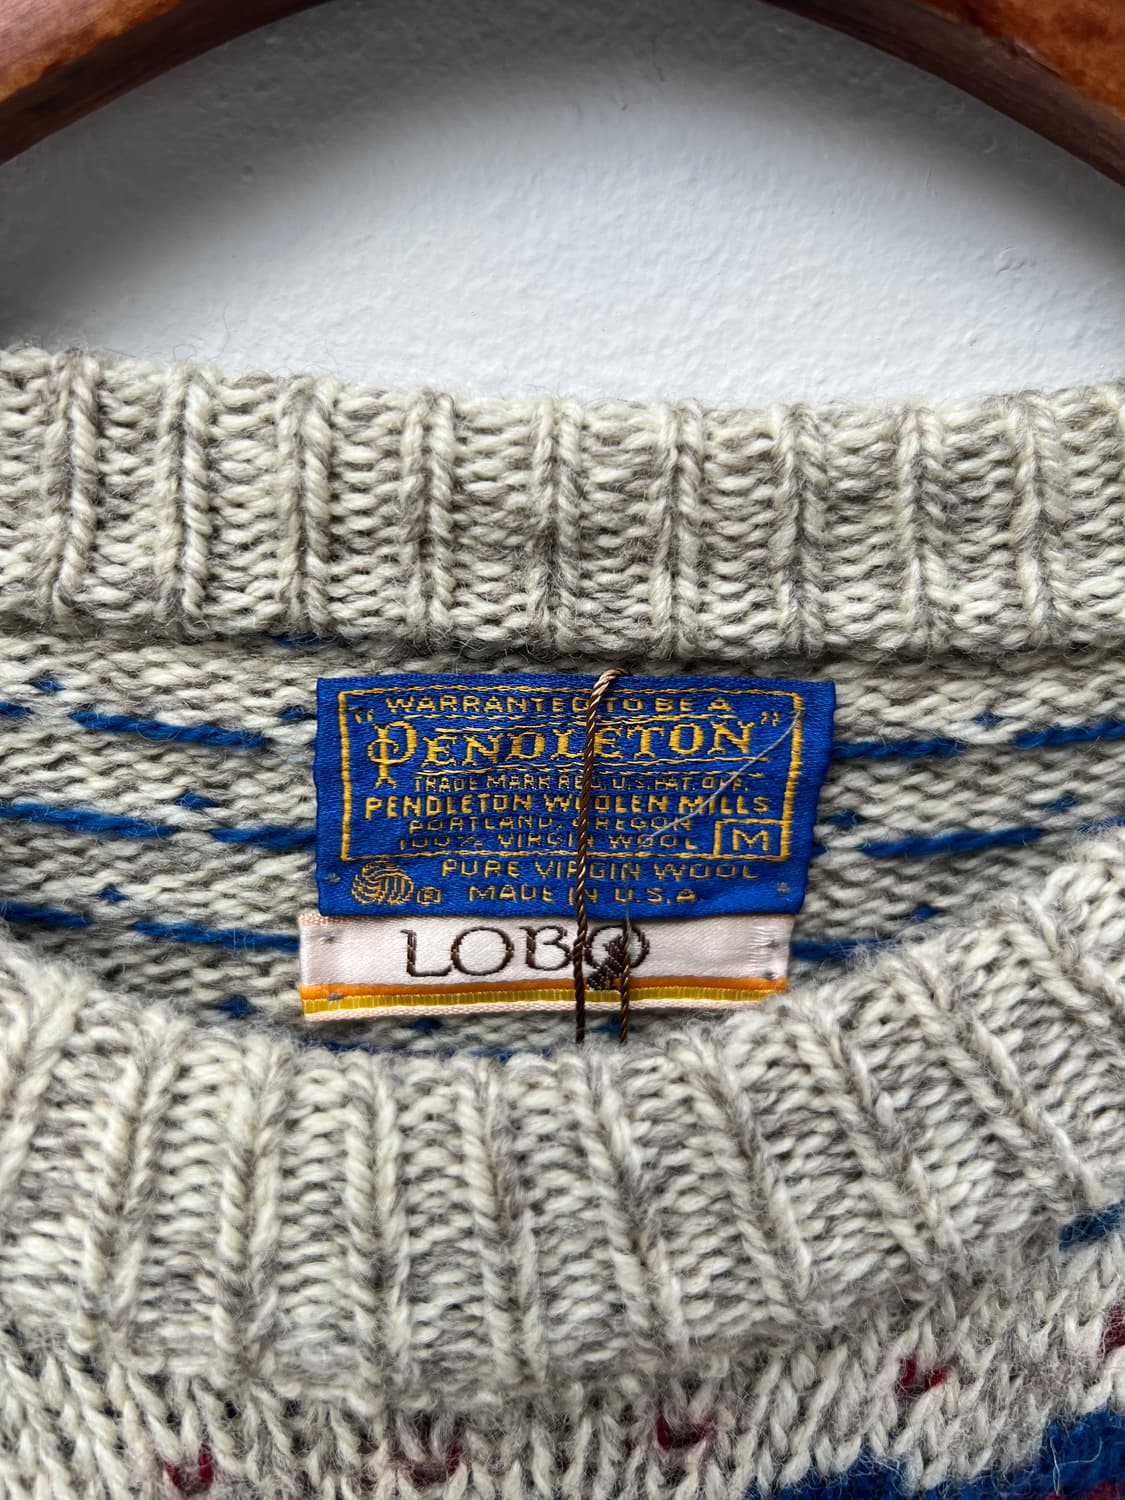 WARRANTED TO BE A
"PENDLETON"
TRADE MARK REG. U.S. PAT. OFF.
PENDLETON WOOLEN MILLS
PORTLAND, OREGON
100% VIRGIN WOOL
M
PURE VIRGIN WOOL
® MADE IN U.S.A.
LOBO